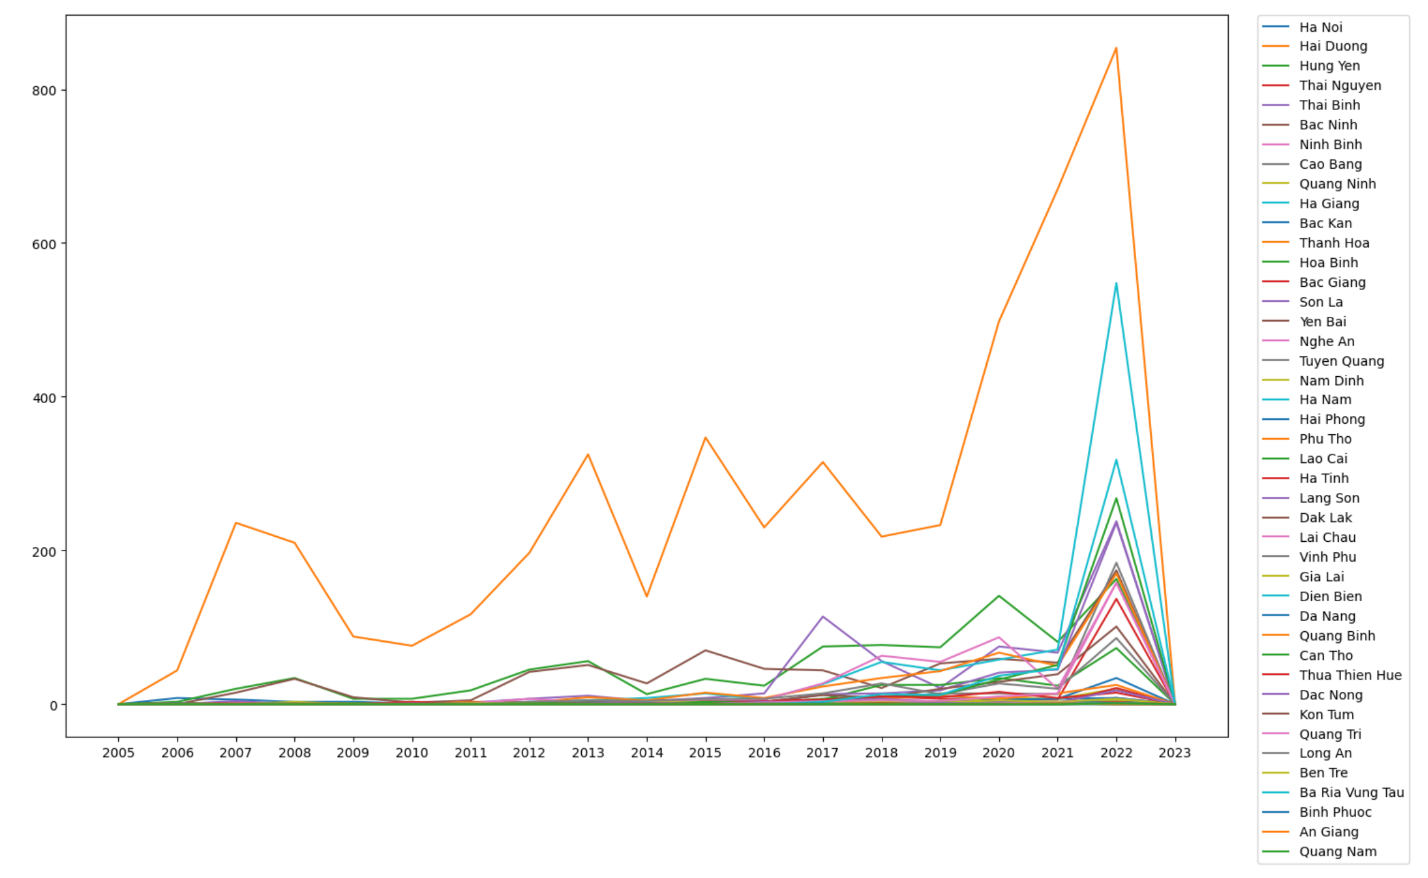 800
600
400
200
0
2005 2006 2007 2008 2009 2010 2011 2012 2013 2014 2015 2016 2017 2018 2019 2020 2021 2022 2023
Ha Noi
Hai Duong
Hung Yen
Thai Nguyen
Thai Binh
Bac Ninh
Ninh Binh
Cao Bang
Quang Ninh
Ha Giang
Bac Kan
Thanh Hoa
Hoa Binh
Bac Giang
Son La
Yen Bai
Nghe An
Tuyen Quang
Nam Dinh
Ha Nam
Hai Phong
Phu Tho
Lao Cai
Ha Tinh
Lang Son
Dak Lak
Lai Chau
Vinh Phu
Gia Lai
Dien Bien
Da Nang
Quang Binh
Can Tho
Thua Thien Hue
Dac Nong
Kon Tum
Quang Tri
Long An
Ben Tre
Ba Ria Vung Tau
Binh Phuoc
An Giang
Quang Nam